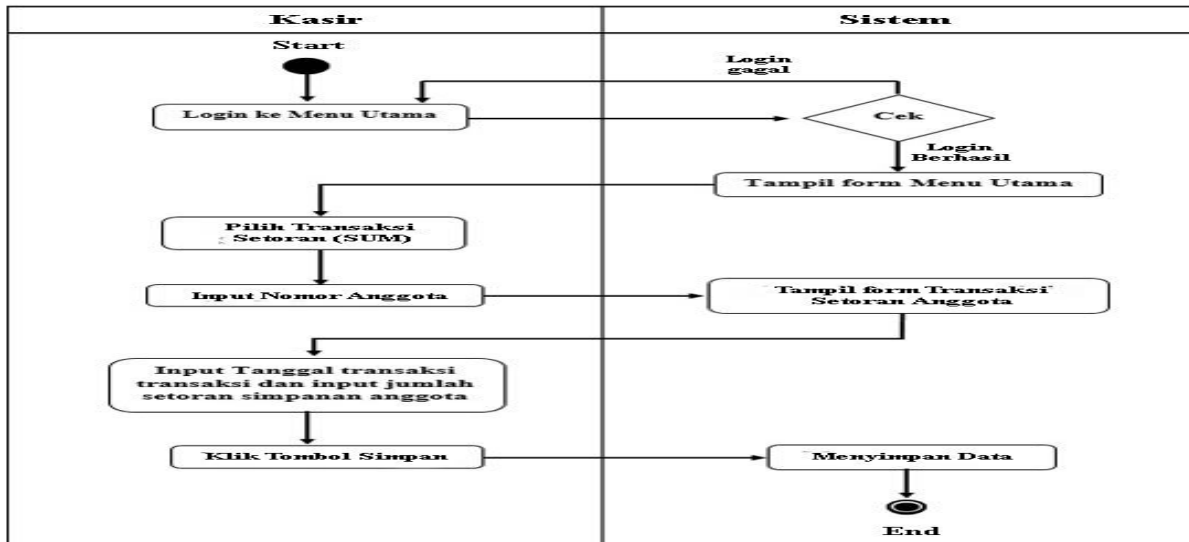 Kasir
Sistem
Start
Login
gagal
Login ke Menu Utama
Cek
Login
Berhasil
Tampil form Menu Utama
Pilih Transaksi
Setoran (SUM)
Input Nomor Anggota
Tampil form Transaksi
Setoran Anggota
Input Tanggal transaksi
transaksi dan input jumlah
setoran simpanan anggota
Klik Tombol Simpan
Menyimpan Data
End